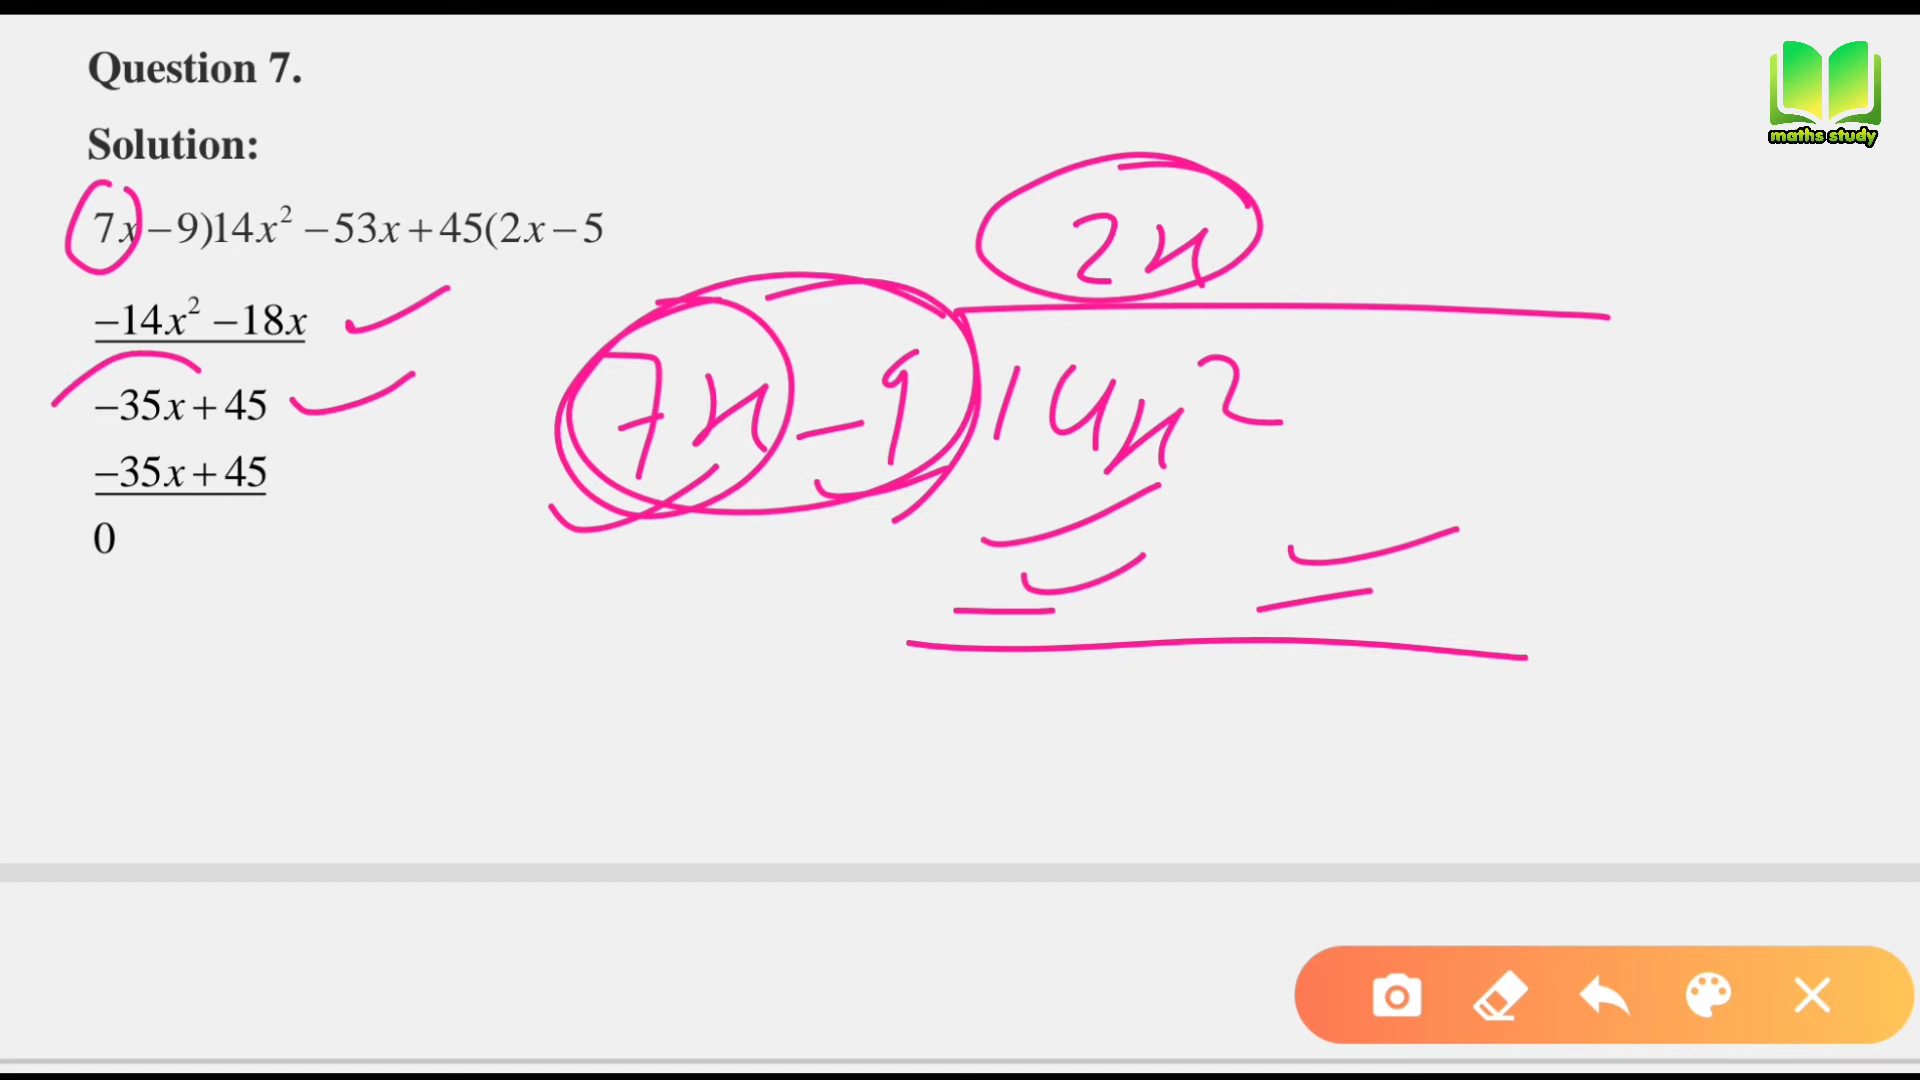 Question 7.
maths study
Solution:
7x−9)14x²−53x+45(2x−5
−14x²−18x
−35x+45
−35x+45
0
2x
7x−9 14x²